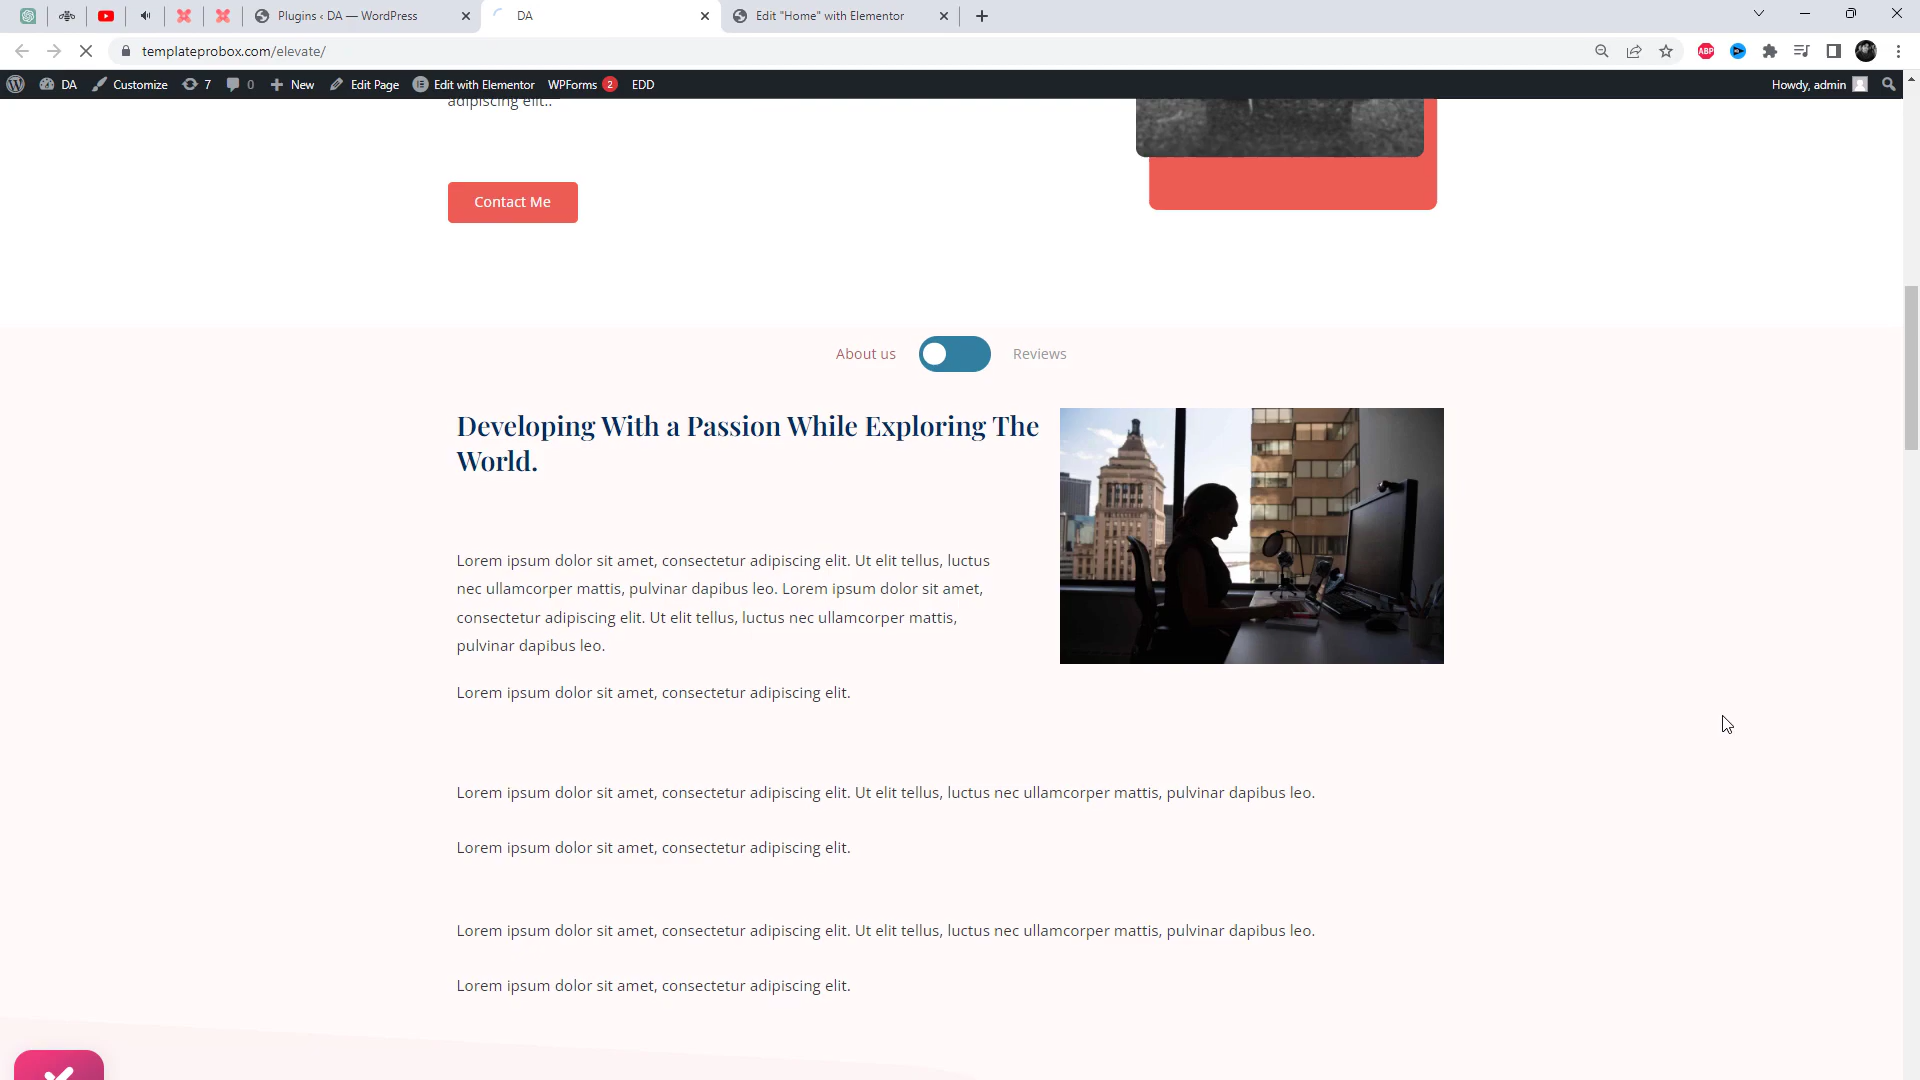 Plugins ‹ DA — WordPress
DA
Edit "Home" with Elementor
templateprobox.com/elevate/
ABP
DA
Customize
7
0
New
Edit Page
Edit with Elementor
WPForms 2
EDD
Howdy, admin
adipiscing elit..
Contact Me
About us
Reviews
Developing With a Passion While Exploring The
World.
Lorem ipsum dolor sit amet, consectetur adipiscing elit. Ut elit tellus, luctus
nec ullamcorper mattis, pulvinar dapibus leo. Lorem ipsum dolor sit amet,
consectetur adipiscing elit. Ut elit tellus, luctus nec ullamcorper mattis,
pulvinar dapibus leo.
Lorem ipsum dolor sit amet, consectetur adipiscing elit.
Lorem ipsum dolor sit amet, consectetur adipiscing elit. Ut elit tellus, luctus nec ullamcorper mattis, pulvinar dapibus leo.
Lorem ipsum dolor sit amet, consectetur adipiscing elit.
Lorem ipsum dolor sit amet, consectetur adipiscing elit. Ut elit tellus, luctus nec ullamcorper mattis, pulvinar dapibus leo.
Lorem ipsum dolor sit amet, consectetur adipiscing elit.